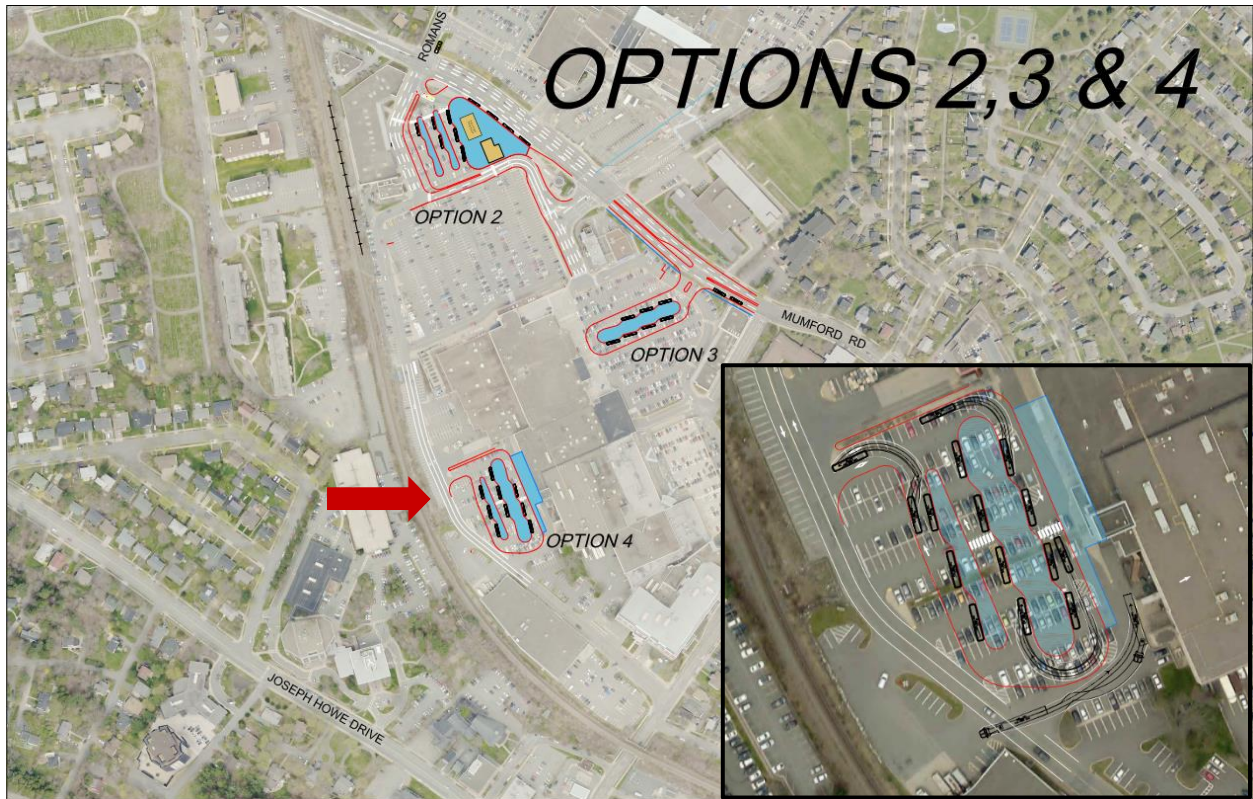 ROMANS
OPTIONS 2,3 & 4
OPTION 2
OPTION 3
MUMFORD RD
OPTION 4
JOSEPH HOWE DRIVE